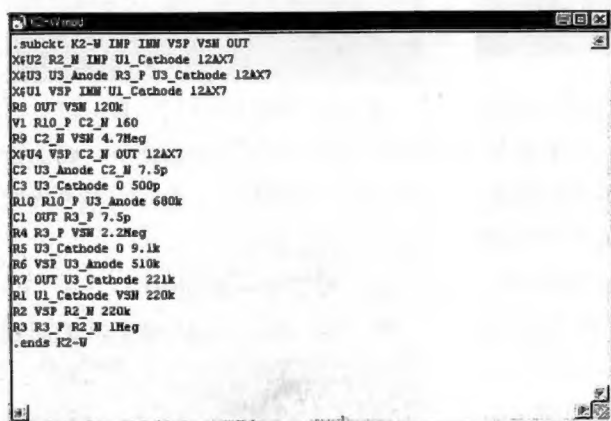 K2-W.mod
.subckt K2-W INP INN VSP VSN OUT
X¢U2 R2_N INP U1_Cathode 12AX7
X¢U3 U3_Anode R3_P U3_Cathode 12AX7
X¢U1 VSP INN U1_Cathode 12AX7
R8 OUT VSN 120k
V1 R10_P C2_N 160
R9 C2_N VSN 4.7Meg
X¢U4 VSP C2_N OUT 12AX7
C2 U3_Anode C2_N 7.5p
C3 U3_Cathode 0 500p
R10 R10_P U3_Anode 680k
C1 OUT R3_P 7.5p
R4 R3_P VSN 2.2Meg
R5 U3_Cathode 0 9.1k
R6 VSP U3_Anode 510k
R7 OUT U3_Cathode 221k
R1 U1_Cathode VSN 220k
R2 VSP R2_N 220k
R3 R3_P R2_N 1Meg
.ends K2-W